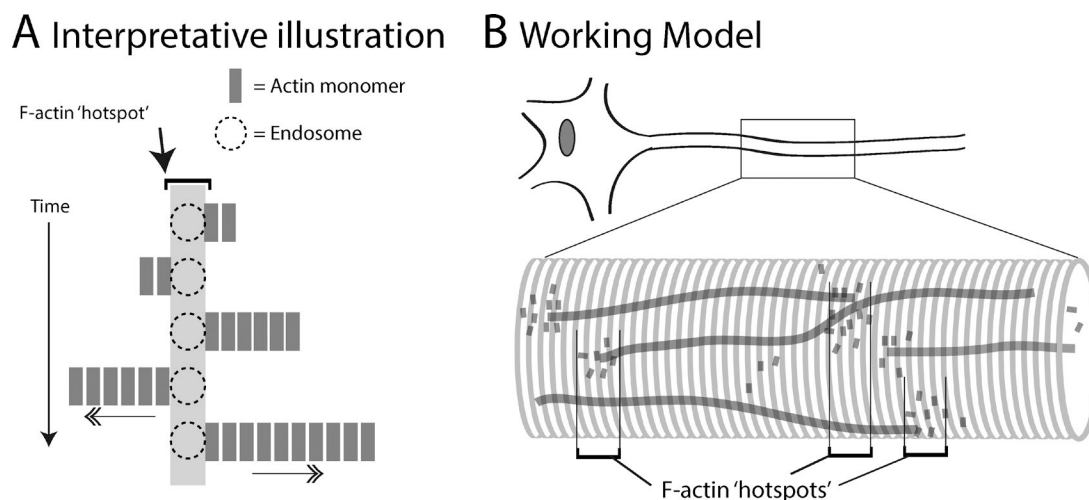 A Interpretative illustration
= Actin monomer
F-actin 'hotspot'
= Endosome
Time
B Working Model
F-actin 'hotspots'